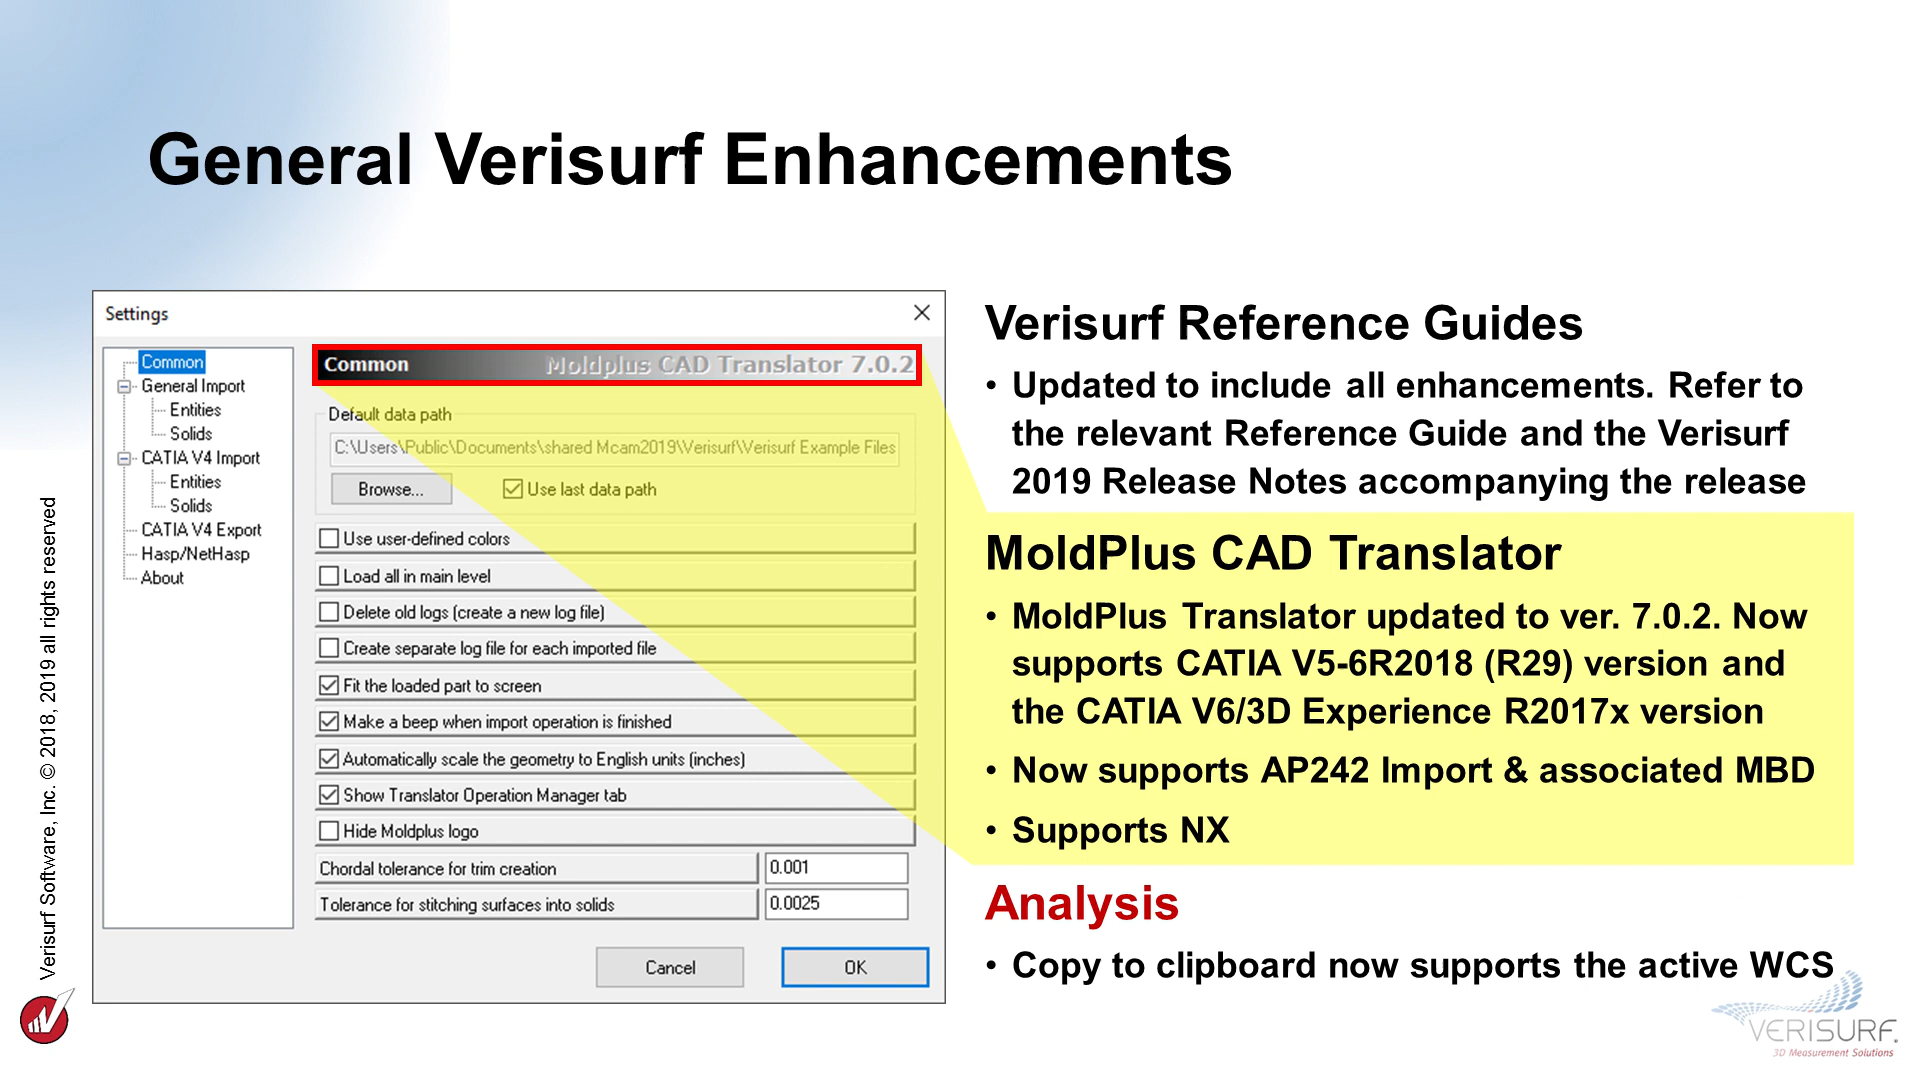 General Verisurf Enhancements
Settings
Common
General Import
Entities
Solids
CATIA V4 Import
Entities
Solids
CATIA V4 Export
Hasp/NetHasp
About
Common Moldplus CAD Translator 7.0.2
Default data path
C:\Users\Public\Documents\shared Mcam2019\Verisurf\Verisurf Example Files
Browse... Use last data path
Use user-defined colors
Load all in main level
Delete old logs (create a new log file)
Create separate log file for each imported file
Fit the loaded part to screen
Make a beep when import operation is finished
Automatically scale the geometry to English units (inches)
Show Translator Operation Manager tab
Hide Moldplus logo
Chordal tolerance for trim creation 0.001
Tolerance for stitching surfaces into solids 0.0025
Cancel OK
Verisurf Reference Guides
• Updated to include all enhancements. Refer to
the relevant Reference Guide and the Verisurf
2019 Release Notes accompanying the release
MoldPlus CAD Translator
• MoldPlus Translator updated to ver. 7.0.2. Now
supports CATIA V5-6R2018 (R29) version and
the CATIA V6/3D Experience R2017x version
• Now supports AP242 Import & associated MBD
• Supports NX
Analysis
• Copy to clipboard now supports the active WCS
Verisurf Software, Inc. © 2018, 2019 all rights reserved
VERISURF.
3D Measurement Solutions